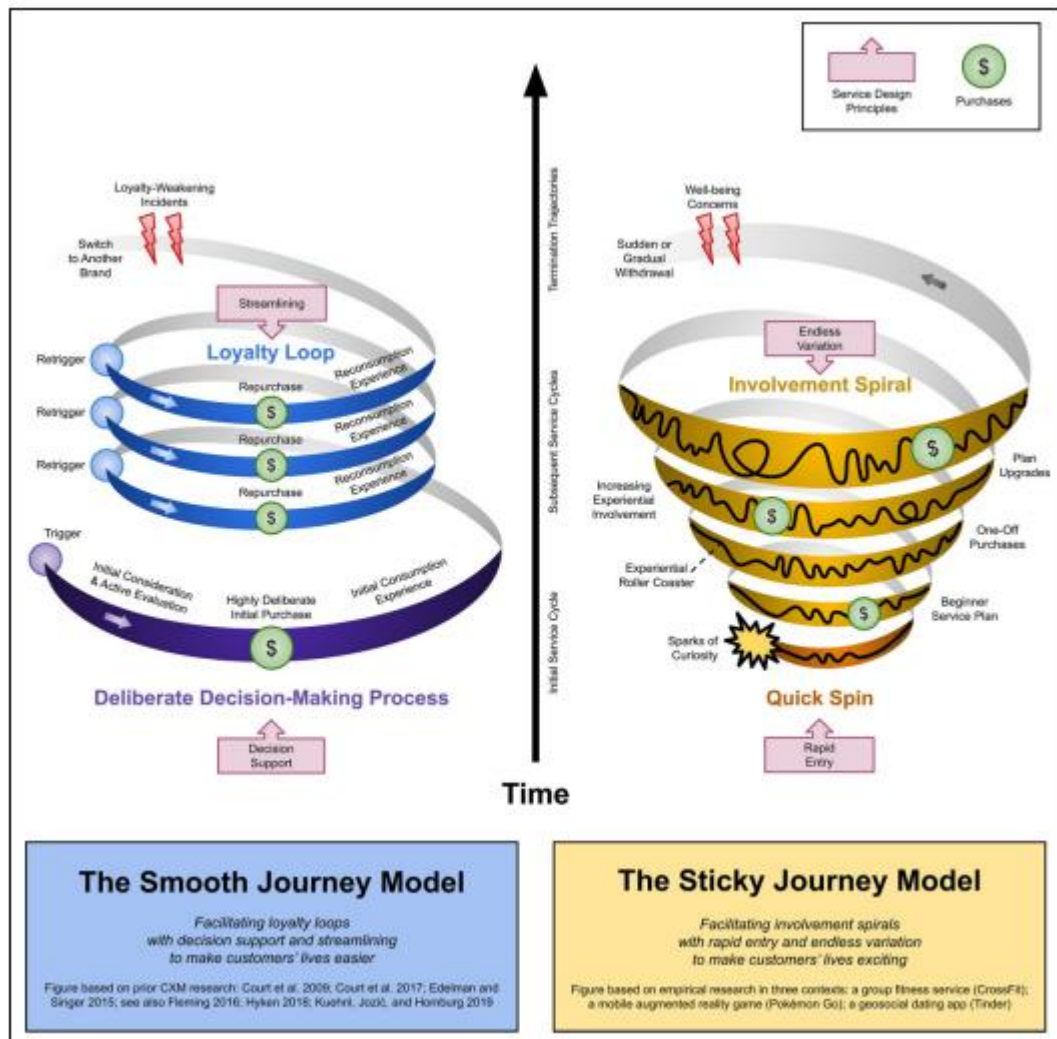 Service Design
Principles
$
Purchases
Loyalty-Weakening
Incidents
Switch
to Another
Brand
Streamlining
Loyalty Loop
Retrigger
Repurchase
$
Reconsumption
Experience
Retrigger
Repurchase
$
Reconsumption
Experience
Retrigger
Repurchase
$
Reconsumption
Experience
Trigger
Initial Consideration
& Active Evaluation
Highly Deliberate
Initial Purchase
$
Initial Consumption
Experience
Deliberate Decision-Making Process
Decision
Support
Termination Trajectories
Subsequent Service Cycles
Initial Service Cycle
Time
Well-being
Concerns
Sudden or
Gradual
Withdrawal
Endless
Variation
Involvement Spiral
$
Plan
Upgrades
Increasing
Experiential
Involvement
$
One-Off
Purchases
Experiential
Roller Coaster
$
Beginner
Service Plan
Sparks of
Curiosity
Quick Spin
Rapid
Entry
The Smooth Journey Model
Facilitating loyalty loops
with decision support and streamlining
to make customers' lives easier
Figure based on prior CXM research: Court et al. 2009; Court et al. 2017; Edelman and
Singer 2015; see also Fleming 2016; Hyken 2018; Kuehnl, Jozić, and Homburg 2019
The Sticky Journey Model
Facilitating involvement spirals
with rapid entry and endless variation
to make customers' lives exciting
Figure based on empirical research in three contexts: a group fitness service (CrossFit);
a mobile augmented reality game (Pokémon Go); a geosocial dating app (Tinder)